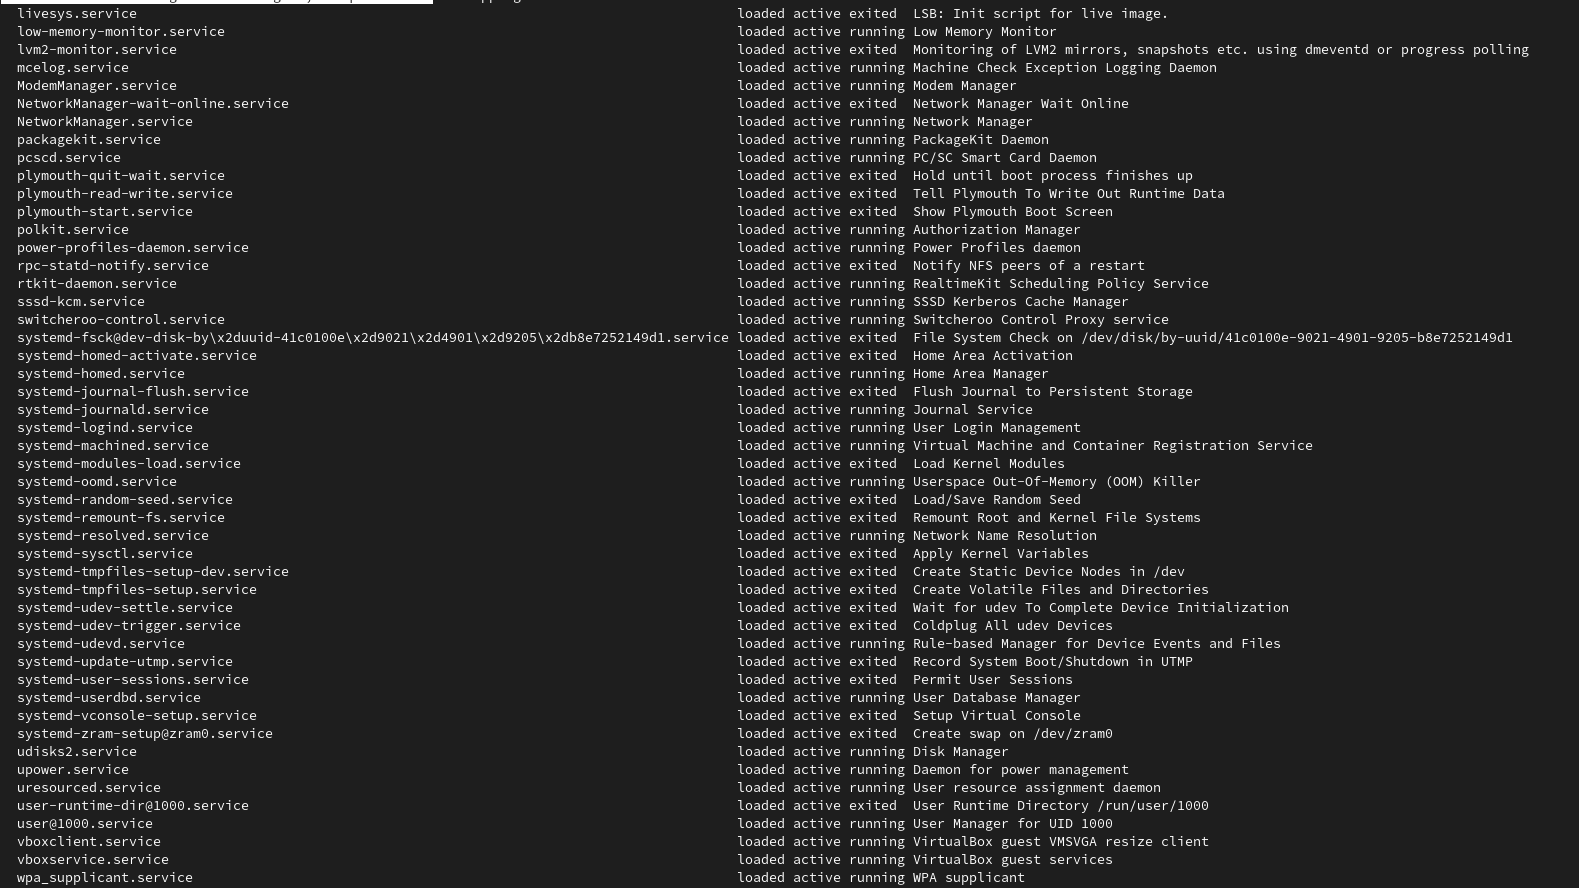 livesys.service loaded active exited LSB: Init script for live image.
low-memory-monitor.service loaded active running Low Memory Monitor
lvm2-monitor.service loaded active exited Monitoring of LVM2 mirrors, snapshots etc. using dmeventd or progress polling
mcelog.service loaded active running Machine Check Exception Logging Daemon
ModemManager.service loaded active running Modem Manager
NetworkManager-wait-online.service loaded active exited Network Manager Wait Online
NetworkManager.service loaded active running Network Manager
packagekit.service loaded active running PackageKit Daemon
pcscd.service loaded active running PC/SC Smart Card Daemon
plymouth-quit-wait.service loaded active exited Hold until boot process finishes up
plymouth-read-write.service loaded active exited Tell Plymouth To Write Out Runtime Data
plymouth-start.service loaded active exited Show Plymouth Boot Screen
polkit.service loaded active running Authorization Manager
power-profiles-daemon.service loaded active running Power Profiles daemon
rpc-statd-notify.service loaded active exited Notify NFS peers of a restart
rtkit-daemon.service loaded active running RealtimeKit Scheduling Policy Service
sssd-kcm.service loaded active running SSSD Kerberos Cache Manager
switcheroo-control.service loaded active running Switcheroo Control Proxy service
systemd-fsck@dev-disk-by\x2duuid-41c0100e\x2d9021\x2d4901\x2d9205\x2db8e7252149d1.service loaded active exited File System Check on /dev/disk/by-uuid/41c0100e-9021-4901-9205-b8e7252149d1
systemd-homed-activate.service loaded active exited Home Area Activation
systemd-homed.service loaded active running Home Area Manager
systemd-journal-flush.service loaded active exited Flush Journal to Persistent Storage
systemd-journald.service loaded active running Journal Service
systemd-logind.service loaded active running User Login Management
systemd-machined.service loaded active running Virtual Machine and Container Registration Service
systemd-modules-load.service loaded active exited Load Kernel Modules
systemd-oomd.service loaded active running Userspace Out-Of-Memory (OOM) Killer
systemd-random-seed.service loaded active exited Load/Save Random Seed
systemd-remount-fs.service loaded active exited Remount Root and Kernel File Systems
systemd-resolved.service loaded active running Network Name Resolution
systemd-sysctl.service loaded active exited Apply Kernel Variables
systemd-tmpfiles-setup-dev.service loaded active exited Create Static Device Nodes in /dev
systemd-tmpfiles-setup.service loaded active exited Create Volatile Files and Directories
systemd-udev-settle.service loaded active exited Wait for udev To Complete Device Initialization
systemd-udev-trigger.service loaded active exited Coldplug All udev Devices
systemd-udevd.service loaded active running Rule-based Manager for Device Events and Files
systemd-update-utmp.service loaded active exited Record System Boot/Shutdown in UTMP
systemd-user-sessions.service loaded active exited Permit User Sessions
systemd-userdbd.service loaded active running User Database Manager
systemd-vconsole-setup.service loaded active exited Setup Virtual Console
systemd-zram-setup@zram0.service loaded active exited Create swap on /dev/zram0
udisks2.service loaded active running Disk Manager
upower.service loaded active running Daemon for power management
uresourced.service loaded active running User resource assignment daemon
user-runtime-dir@1000.service loaded active exited User Runtime Directory /run/user/1000
user@1000.service loaded active running User Manager for UID 1000
vboxclient.service loaded active running VirtualBox guest VMSVGA resize client
vboxservice.service loaded active running VirtualBox guest services
wpa_supplicant.service loaded active running WPA supplicant